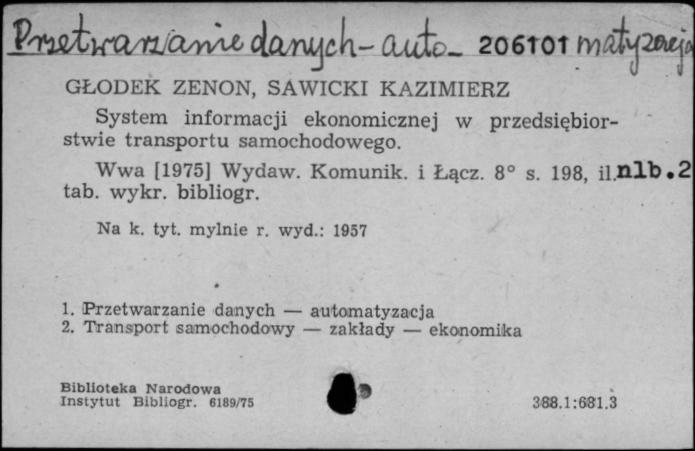 Przetwarzanie danych - auto- 206101 matyzacja
GŁODEK ZENON, SAWICKI KAZIMIERZ
System informacji ekonomicznej w przedsiębior-
stwie transportu samochodowego.
Wwa [1975] Wydaw. Komunik. i Łącz. 8° s. 198, il. nlb.2
tab. wykr. bibliogr.
Na k. tyt. mylnie r. wyd.: 1957
1. Przetwarzanie danych — automatyzacja
2. Transport samochodowy — zakłady — ekonomika
Biblioteka Narodowa
Instytut Bibliogr. 6189/75 388.1:681.3